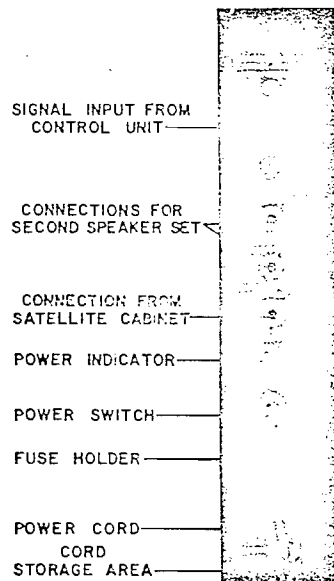 SIGNAL INPUT FROM
CONTROL UNIT
CONNECTIONS FOR
SECOND SPEAKER SET
CONNECTION FROM
SATELLITE CABINET
POWER INDICATOR
POWER SWITCH
FUSE HOLDER
POWER CORD
CORD
STORAGE AREA